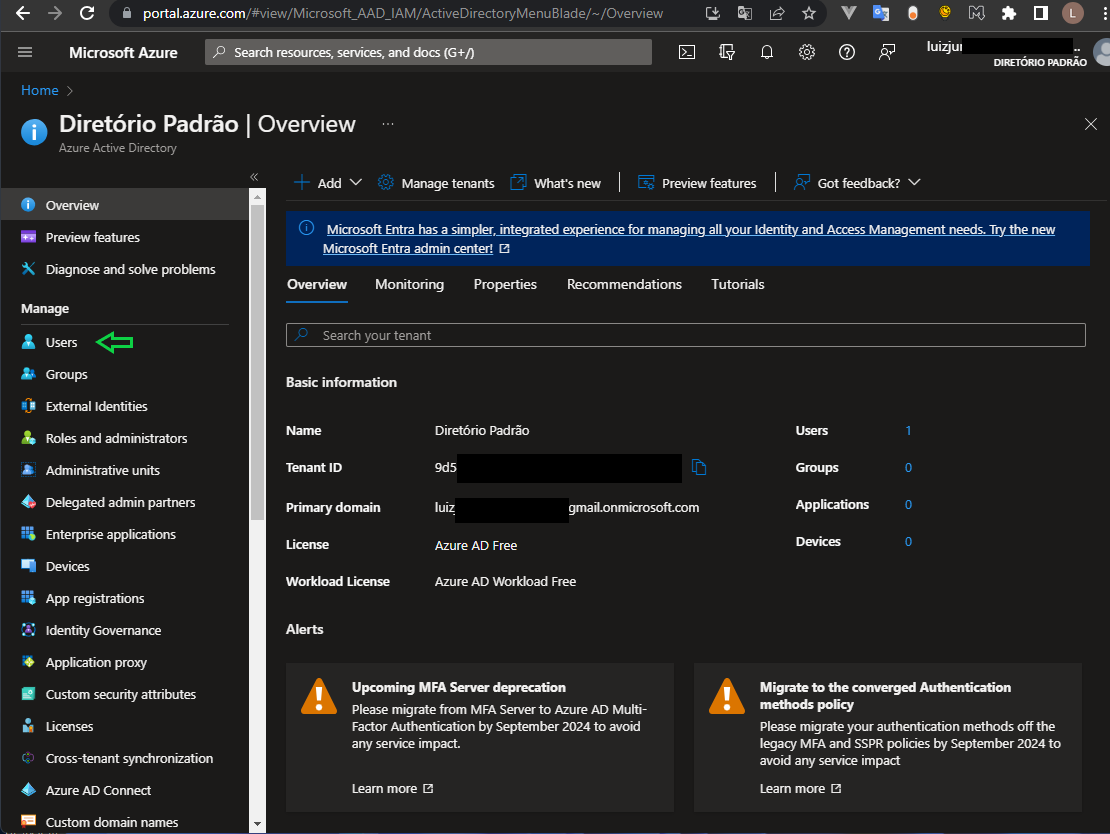 portal.azure.com/#view/Microsoft_AAD_IAM/ActiveDirectoryMenuBlade/~/Overview
L
Microsoft Azure
Search resources, services, and docs (G+/)
luizju
..
DIRETÓRIO PADRÃO
Home >
Diretório Padrão | Overview ...
Azure Active Directory
«
Overview
Preview features
Diagnose and solve problems
Manage
Users
Groups
External Identities
Roles and administrators
Administrative units
Delegated admin partners
Enterprise applications
Devices
App registrations
Identity Governance
Application proxy
Custom security attributes
Licenses
Cross-tenant synchronization
Azure AD Connect
Custom domain names
Add
Manage tenants
What's new
Preview features
Got feedback?
Microsoft Entra has a simpler, integrated experience for managing all your Identity and Access Management needs. Try the new
Microsoft Entra admin center!
Overview Monitoring Properties Recommendations Tutorials
Search your tenant
Basic information
Name Diretório Padrão
Tenant ID 9d5
Primary domain luiz gmail.onmicrosoft.com
License Azure AD Free
Workload License Azure AD Workload Free
Users 1
Groups 0
Applications 0
Devices 0
Alerts
Upcoming MFA Server deprecation
Please migrate from MFA Server to Azure AD Multi-
Factor Authentication by September 2024 to avoid
any service impact.
Learn more
Migrate to the converged Authentication
methods policy
Please migrate your authentication methods off the
legacy MFA and SSPR policies by September 2024 to
avoid any service impact
Learn more